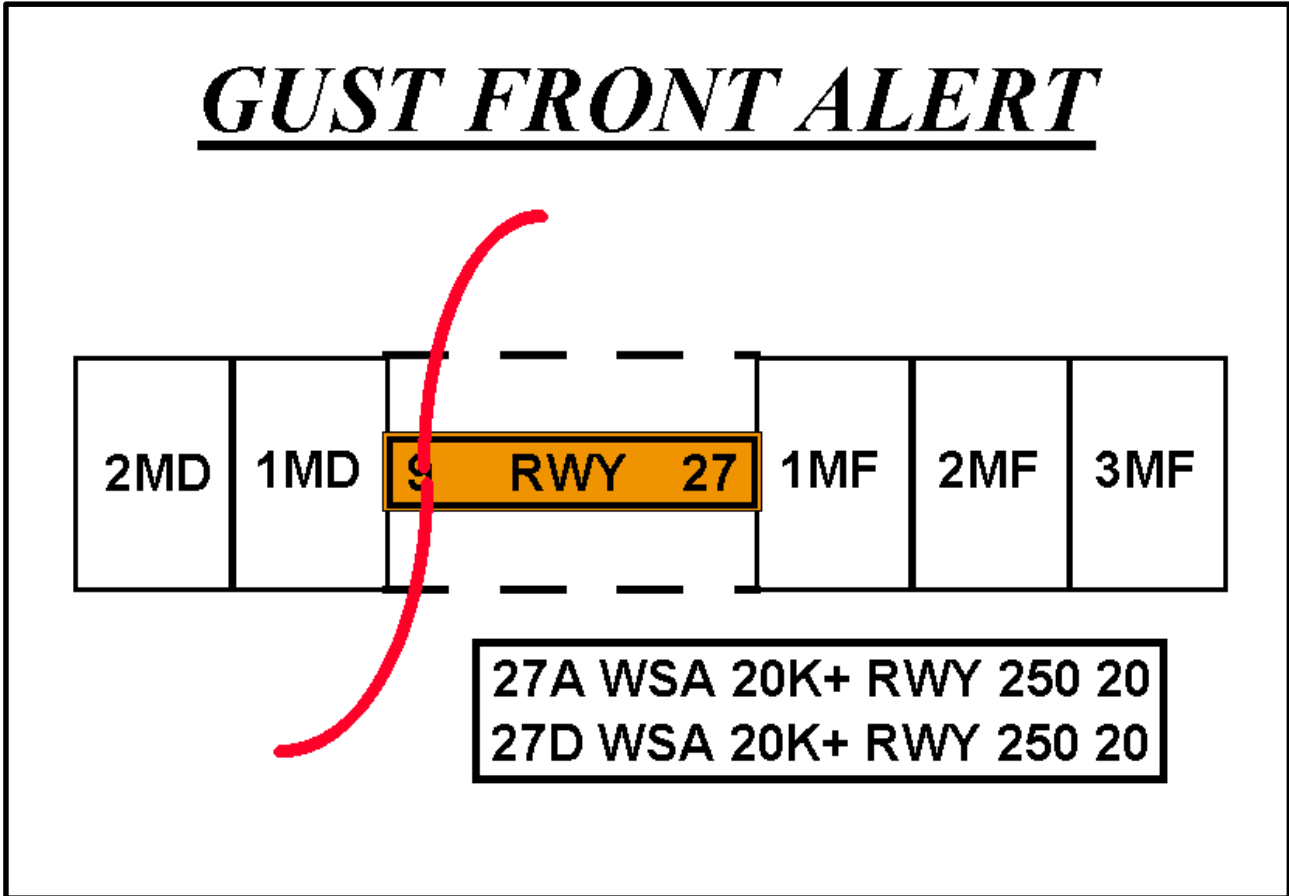 GUST FRONT ALERT
2MD 1MD 9 RWY 27 1MF 2MF 3MF
27A WSA 20K+ RWY 250 20
27D WSA 20K+ RWY 250 20